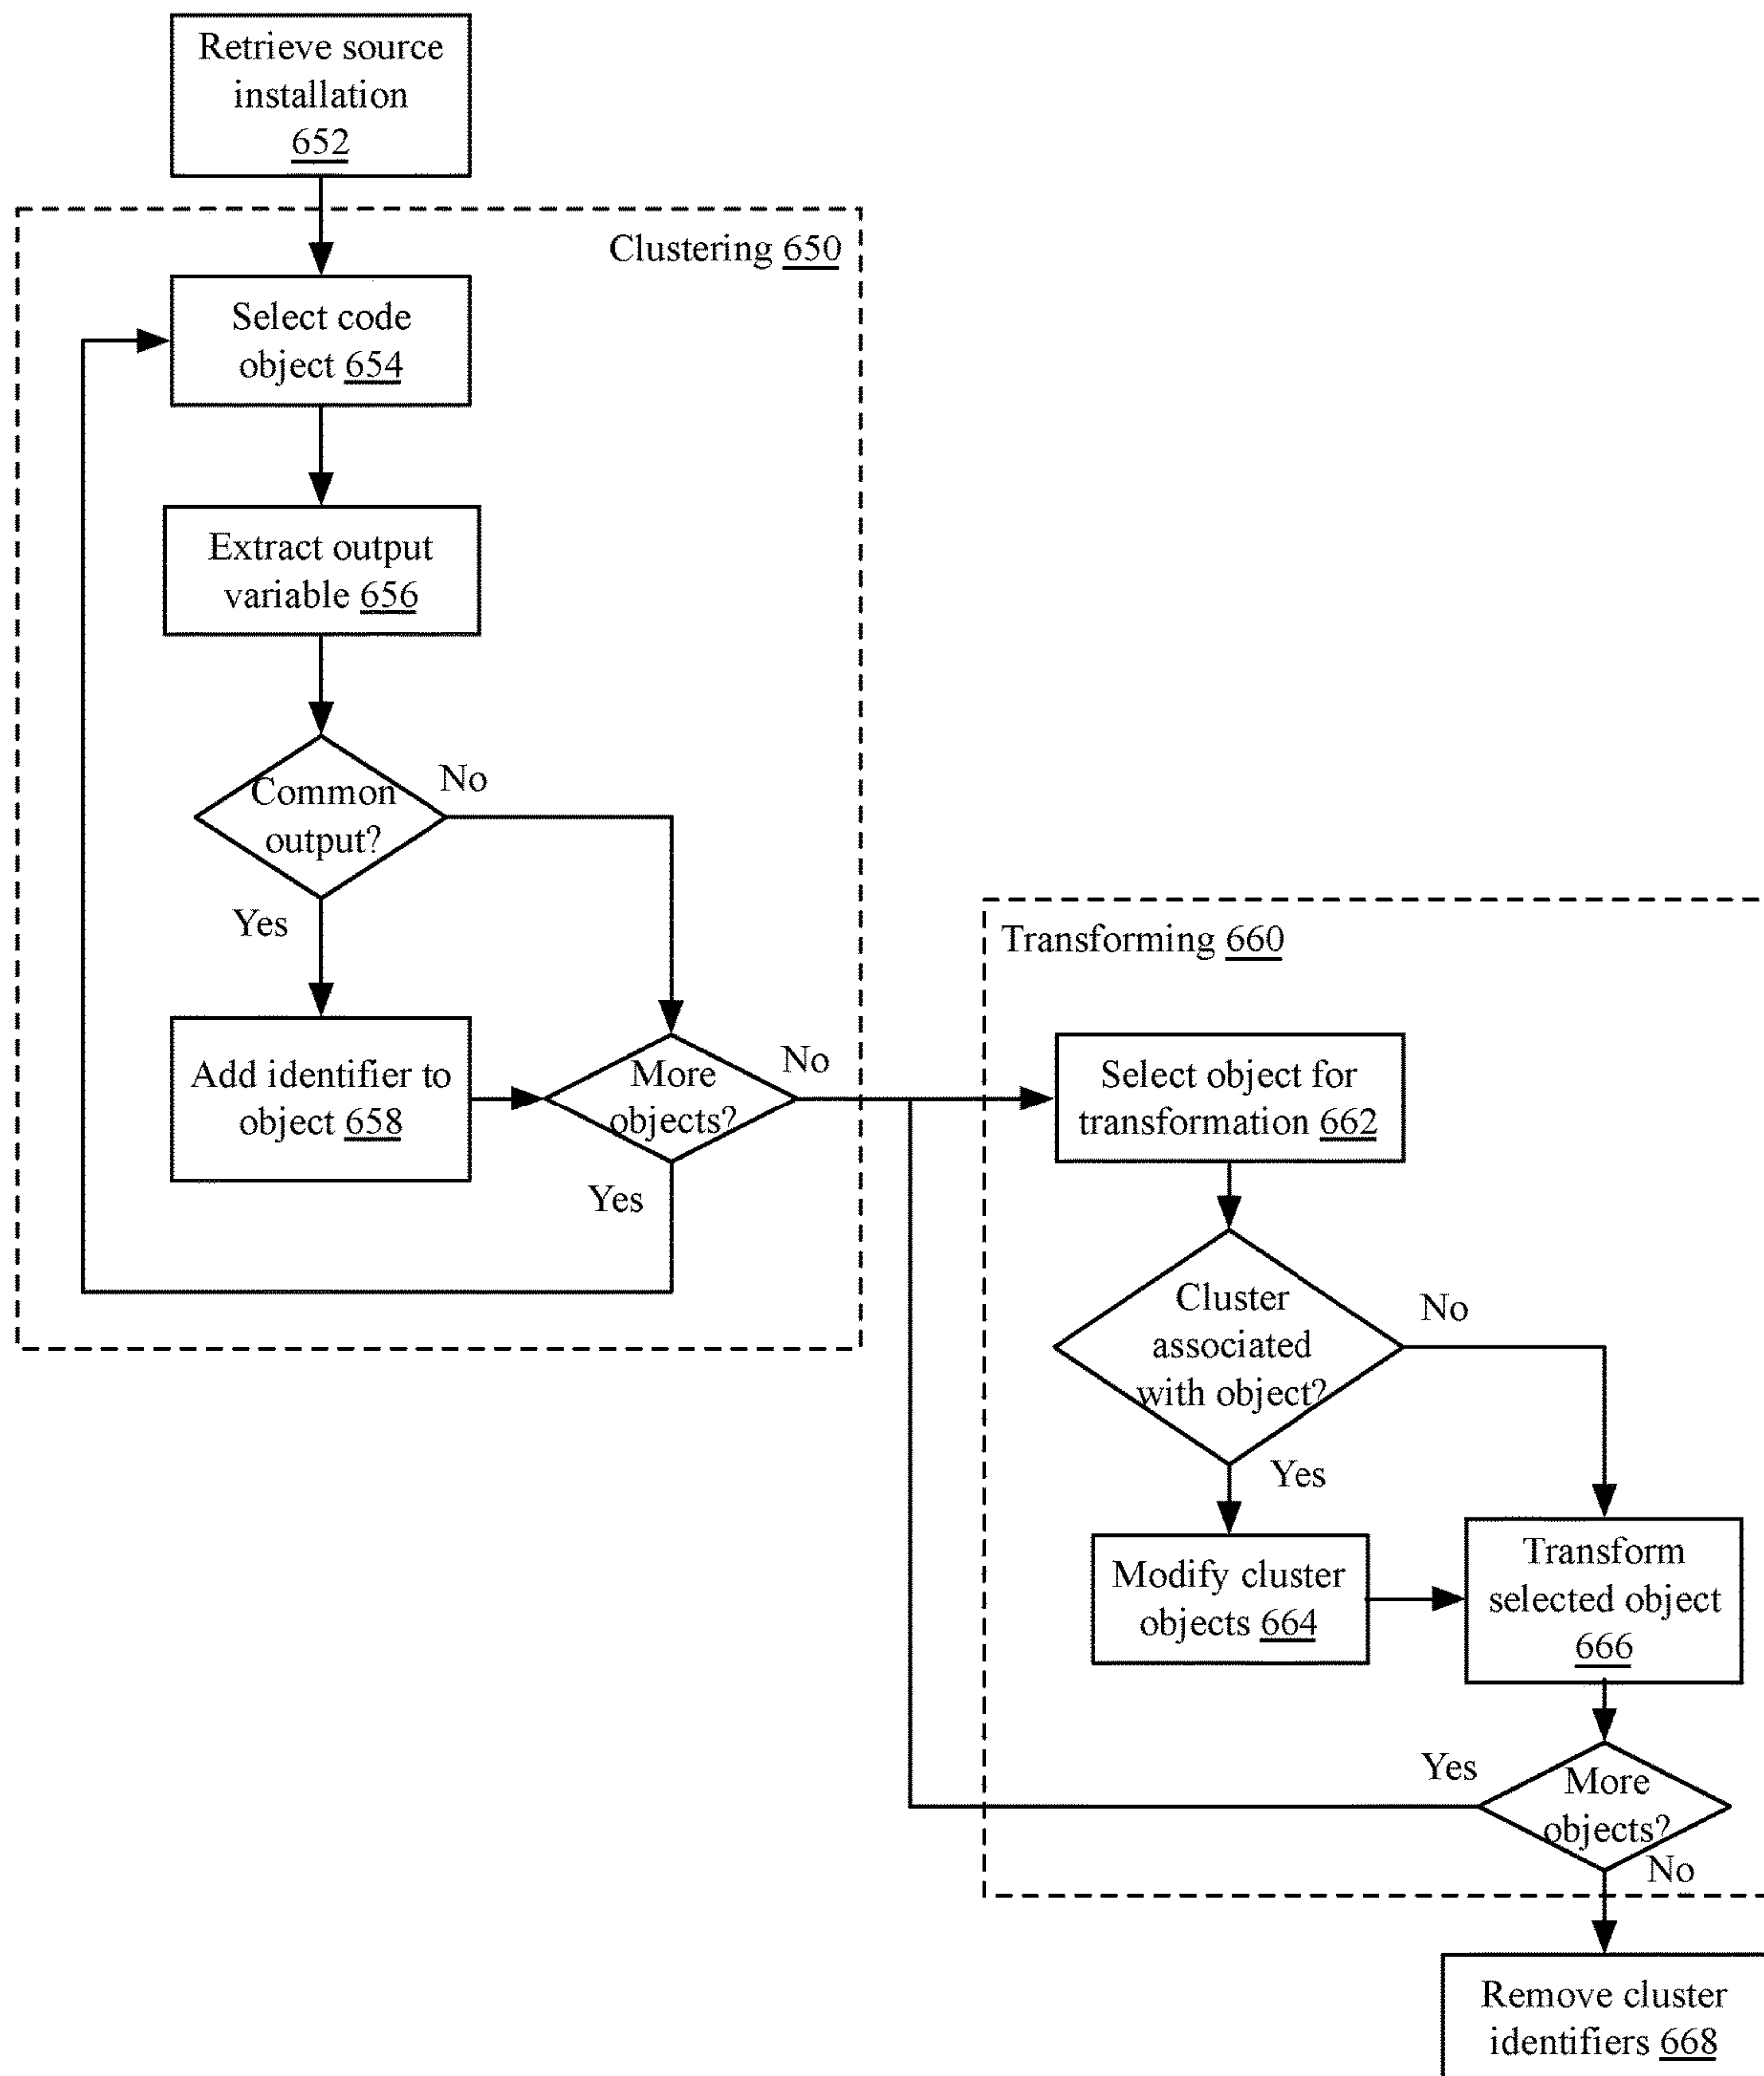 Retrieve source
installation
652
Clustering 650
Select code
object 654
Extract output
variable 656
Common
output?
No
Yes
Add identifier to
object 658
More
objects?
No
Yes
Transforming 660
Select object for
transformation 662
Cluster
associated
with object?
No
Yes
Modify cluster
objects 664
Transform
selected object
666
More
objects?
Yes
No
Remove cluster
identifiers 668